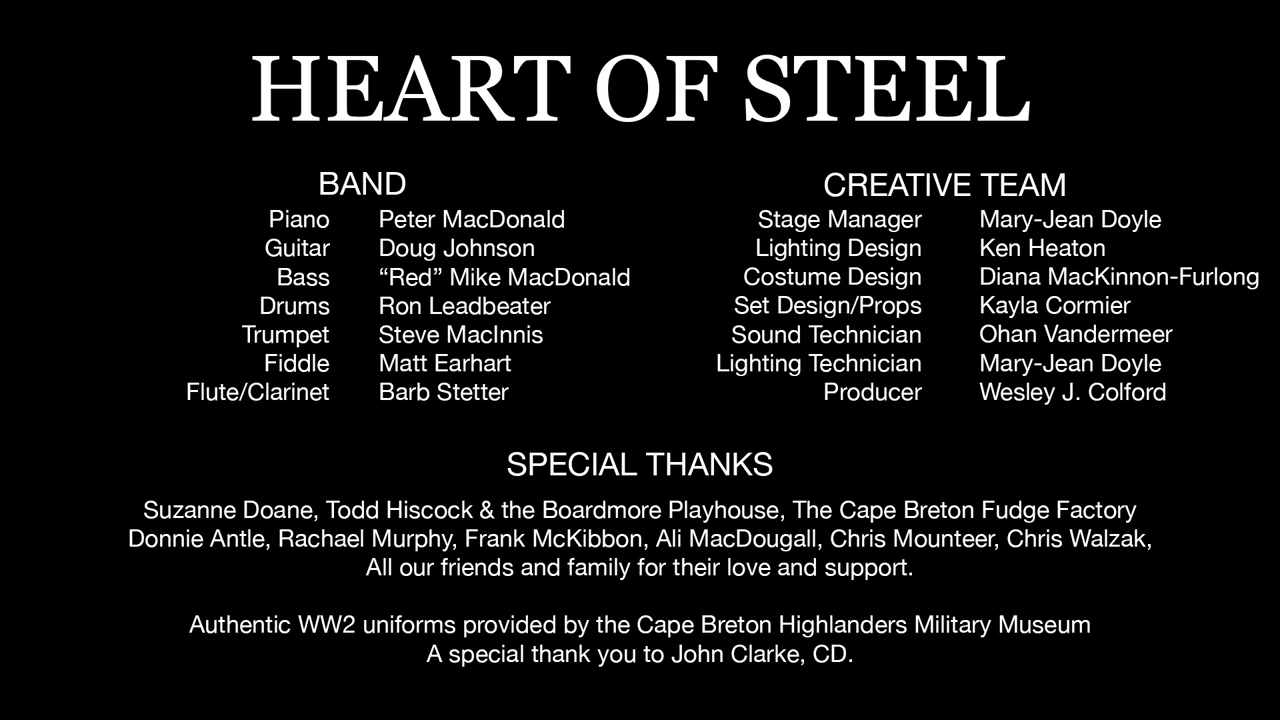 HEART OF STEEL
BAND
Piano Peter MacDonald
Guitar Doug Johnson
Bass “Red” Mike MacDonald
Drums Ron Leadbeater
Trumpet Steve MacInnis
Fiddle Matt Earhart
Flute/Clarinet Barb Stetter
CREATIVE TEAM
Stage Manager Mary-Jean Doyle
Lighting Design Ken Heaton
Costume Design Diana MacKinnon-Furlong
Set Design/Props Kayla Cormier
Sound Technician Ohan Vandermeer
Lighting Technician Mary-Jean Doyle
Producer Wesley J. Colford
SPECIAL THANKS
Suzanne Doane, Todd Hiscock & the Boardmore Playhouse, The Cape Breton Fudge Factory
Donnie Antle, Rachael Murphy, Frank McKibbon, Ali MacDougall, Chris Mounteer, Chris Walzak,
All our friends and family for their love and support.
Authentic WW2 uniforms provided by the Cape Breton Highlanders Military Museum
A special thank you to John Clarke, CD.